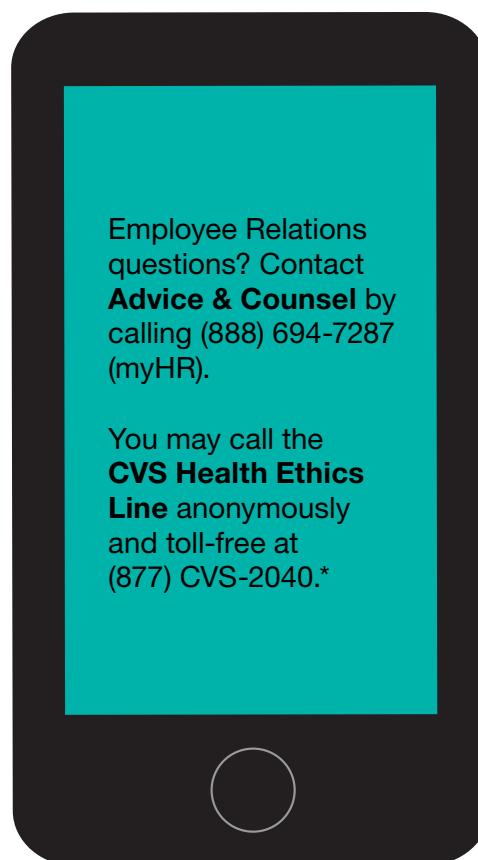 Employee Relations
questions? Contact
Advice & Counsel by
calling (888) 694-7287
(myHR).
You may call the
CVS Health Ethics
Line anonymously
and toll-free at
(877) CVS-2040.*